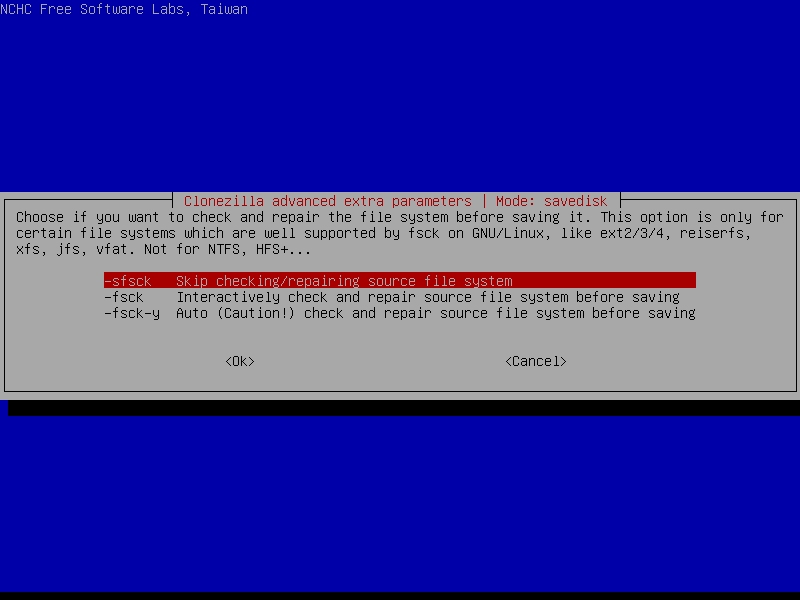 NCHC Free Software Labs, Taiwan
Clonezilla advanced extra parameters | Mode: savedisk
Choose if you want to check and repair the file system before saving it. This option is only for
certain file systems which are well supported by fsck on GNU/Linux, like ext2/3/4, reiserfs,
xfs, jfs, vfat. Not for NTFS, HFS+...
-sfsck Skip checking/repairing source file system
-fsck Interactively check and repair source file system before saving
-fsck-y Auto (Caution!) check and repair source file system before saving
<Ok> <Cancel>